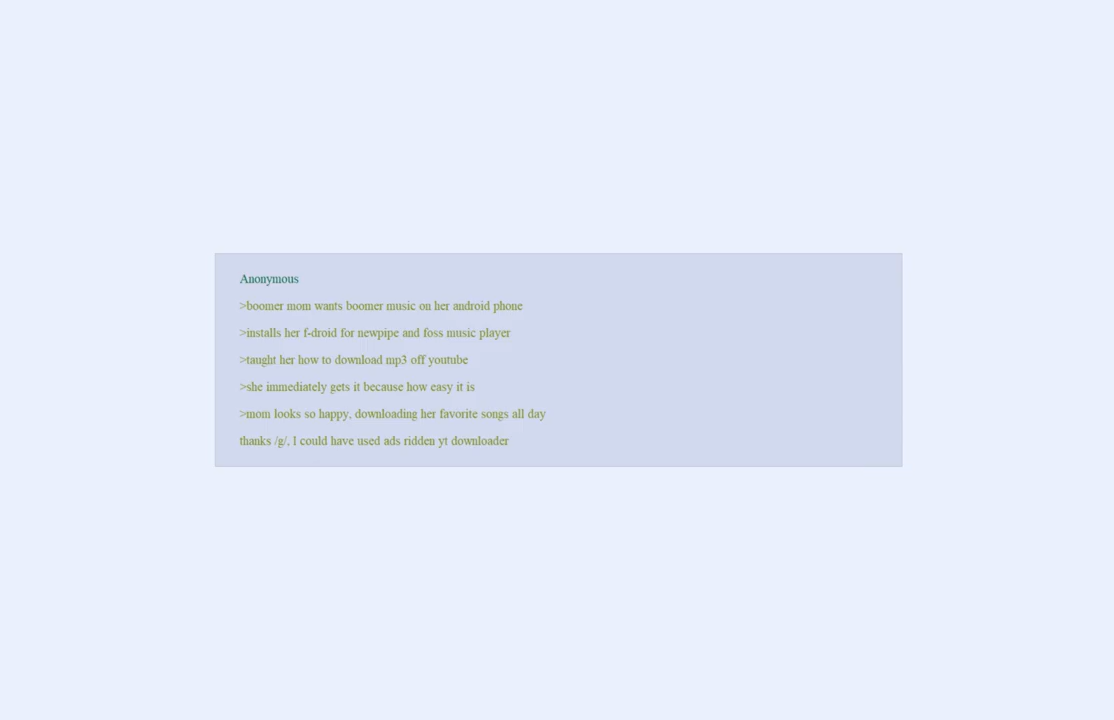 Anonymous
>boomer mom wants boomer music on her android phone
>installs her f-droid for newpipe and foss music player
>taught her how to download mp3 off youtube
>she immediately gets it because how easy it is
>mom looks so happy, downloading her favorite songs all day
thanks /g/, I could have used ads ridden yt downloader